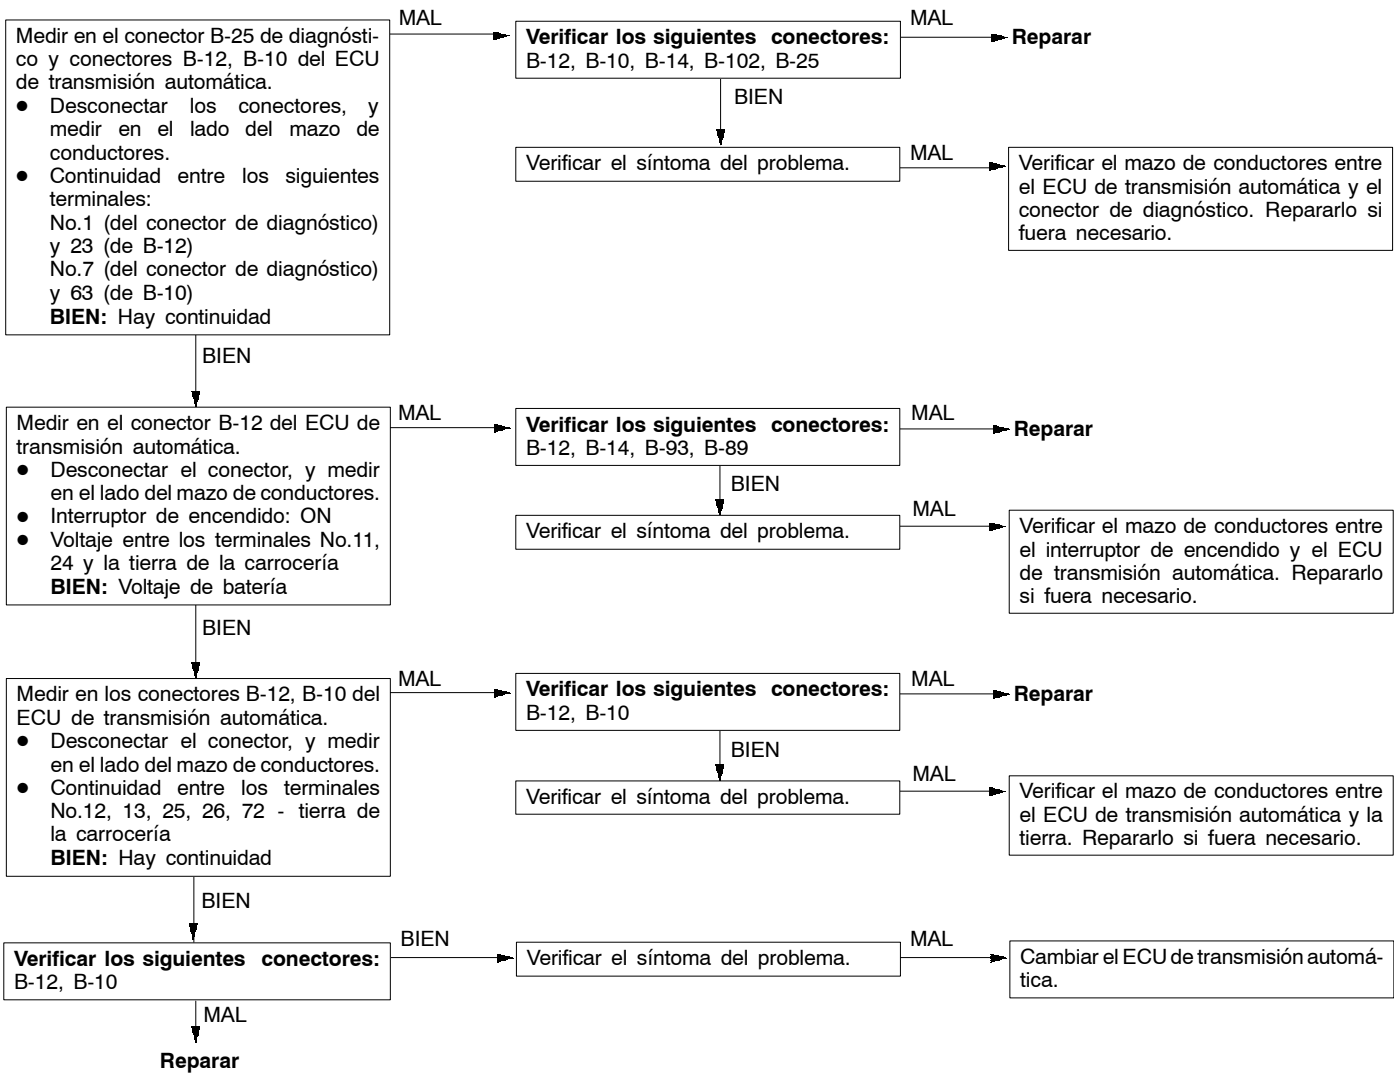 MAL
MAL
Medir en el conector B-25 de diagnósti-
co y conectores B-12, B-10 del ECU
de transmisión automática.
● Desconectar los conectores, y
medir en el lado del mazo de
conductores.
● Continuidad entre los siguientes
terminales:
No.1 (del conector de diagnóstico)
y 23 (de B-12)
No.7 (del conector de diagnóstico)
y 63 (de B-10)
BIEN: Hay continuidad
Verificar los siguientes conectores:
B-12, B-10, B-14, B-102, B-25
Reparar
BIEN
Verificar el síntoma del problema.
MAL
Verificar el mazo de conductores entre
el ECU de transmisión automática y el
conector de diagnóstico. Repararlo si
fuera necesario.
BIEN
Medir en el conector B-12 del ECU de
transmisión automática.
● Desconectar el conector, y medir
en el lado del mazo de conductores.
● Interruptor de encendido: ON
● Voltaje entre los terminales No.11,
24 y la tierra de la carrocería
BIEN: Voltaje de batería
MAL
Verificar los siguientes conectores:
B-12, B-14, B-93, B-89
MAL
Reparar
BIEN
Verificar el síntoma del problema.
MAL
Verificar el mazo de conductores entre
el interruptor de encendido y el ECU
de transmisión automática. Repararlo
si fuera necesario.
BIEN
Medir en los conectores B-12, B-10 del
ECU de transmisión automática.
● Desconectar el conector, y medir
en el lado del mazo de conductores.
● Continuidad entre los terminales
No.12, 13, 25, 26, 72 - tierra de
la carrocería
BIEN: Hay continuidad
MAL
Verificar los siguientes conectores:
B-12, B-10
MAL
Reparar
BIEN
Verificar el síntoma del problema.
MAL
Verificar el mazo de conductores entre
el ECU de transmisión automática y la
tierra. Repararlo si fuera necesario.
BIEN
Verificar los siguientes conectores:
B-12, B-10
BIEN
Verificar el síntoma del problema.
MAL
Cambiar el ECU de transmisión automá-
tica.
MAL
Reparar